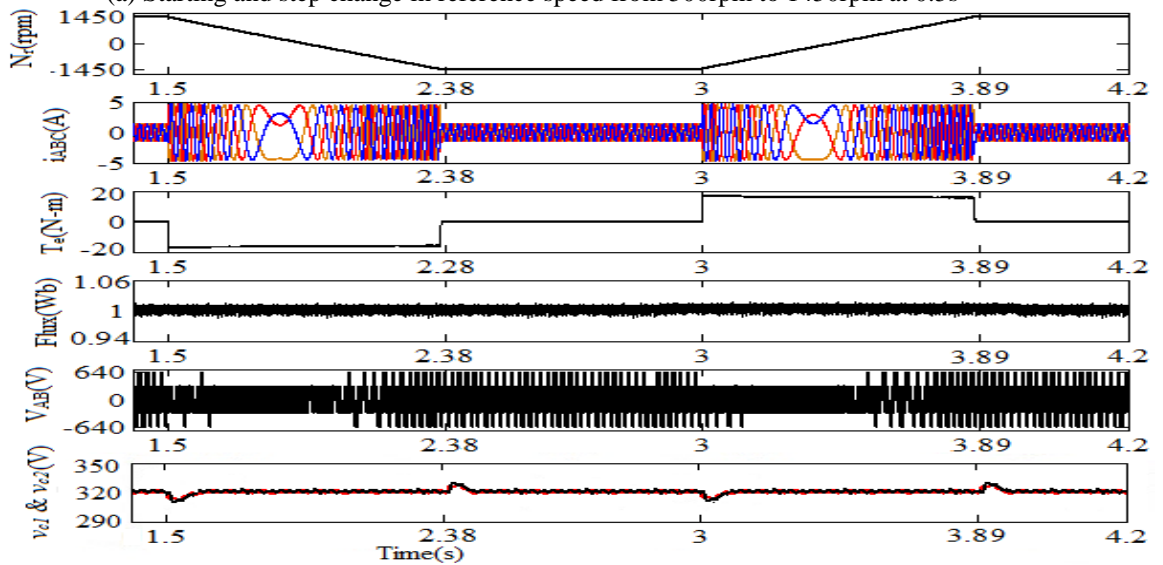 (a) Starting and step change in reference speed from to 1450rpm at
Nr(rpm)
1450
0
-1450
1.5 2.38 3 3.89 4.2
iABC(A)
5
0
-5
1.5 2.38 3 3.89 4.2
Te(N-m)
20
0
-20
1.5 2.28 3 3.89 4.2
Flux(Wb)
1.06
1
0.94
1.5 2.38 3 3.89 4.2
VAB(V)
640
0
-640
1.5 2.38 3 3.89 4.2
vc1 & vc2(V)
350
320
290
1.5 2.38 3 3.89 4.2
Time(s)